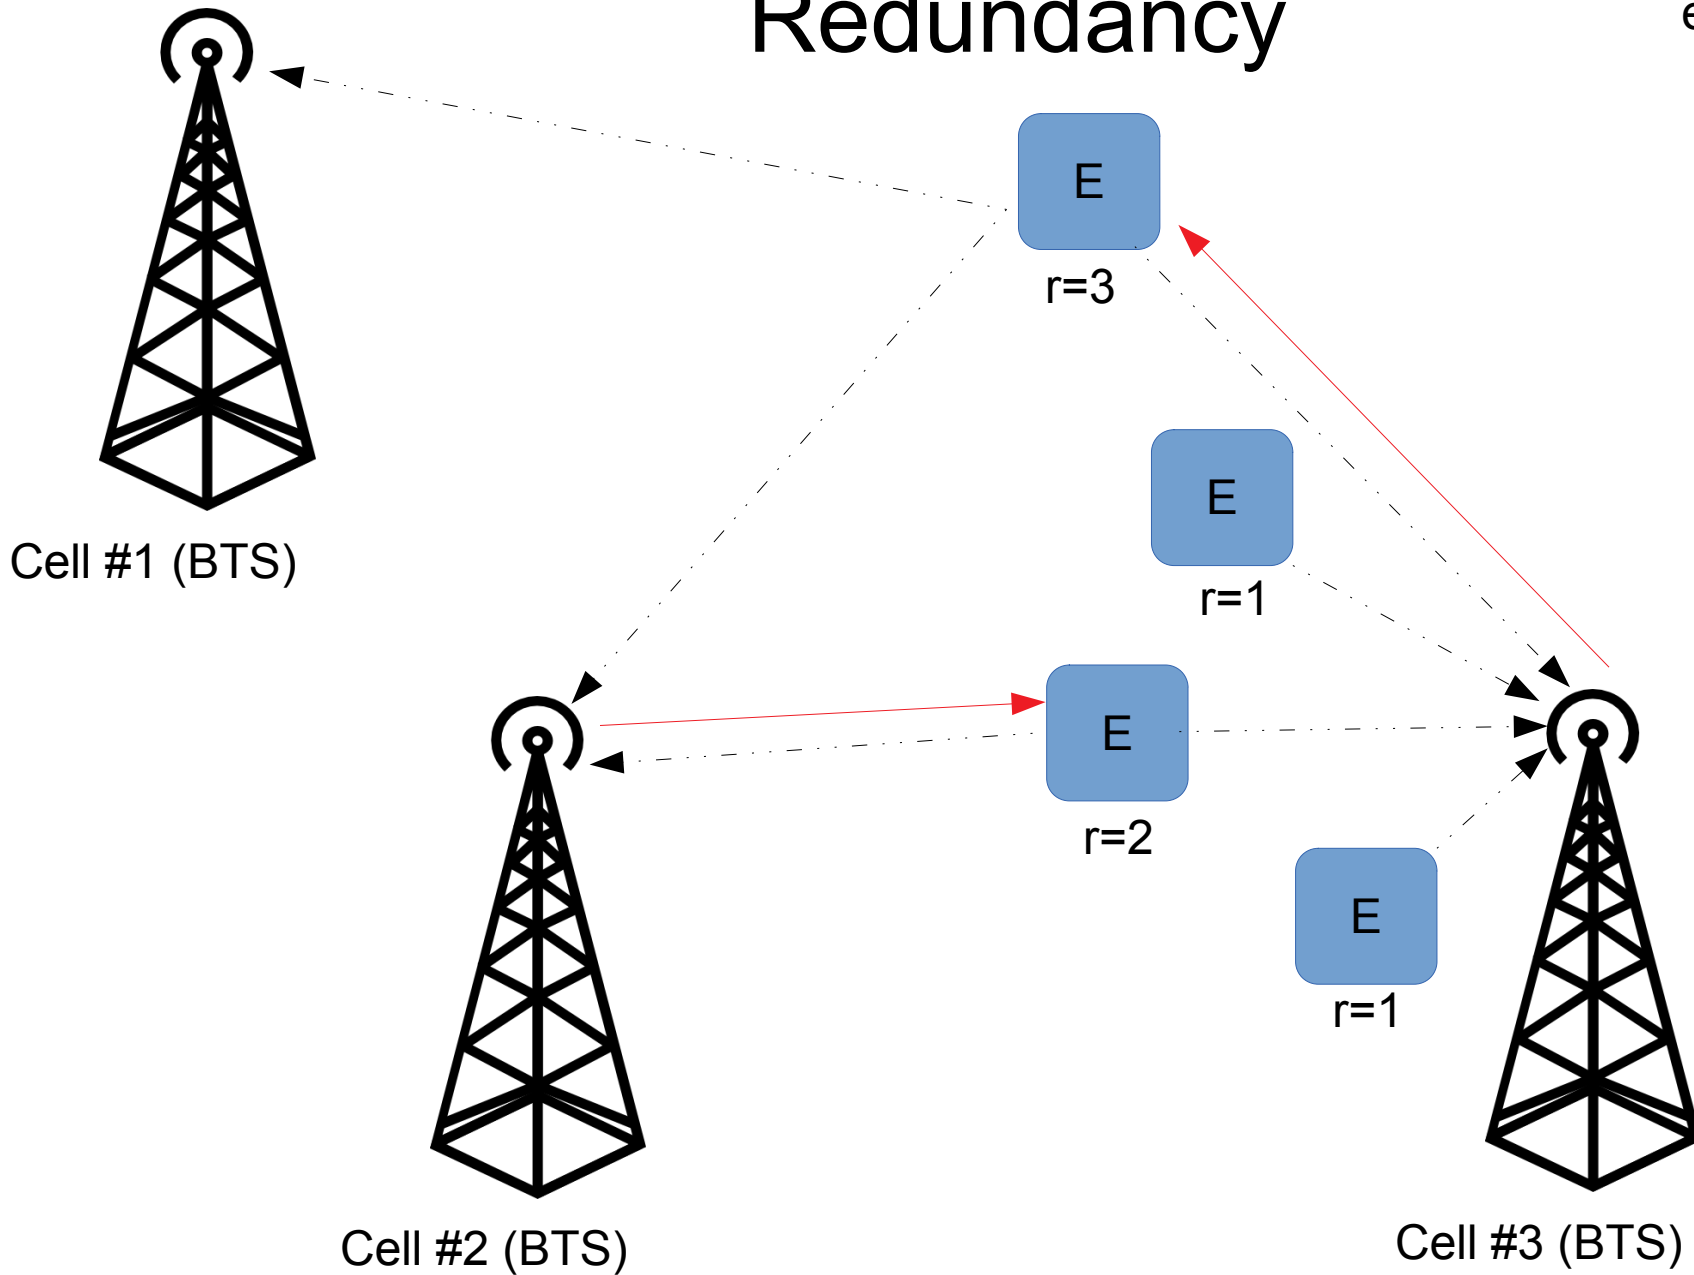 Redundancy
e
E
r=3
E
r=1
Cell #1 (BTS)
E
r=2
E
r=1
Cell #2 (BTS)
Cell #3 (BTS)